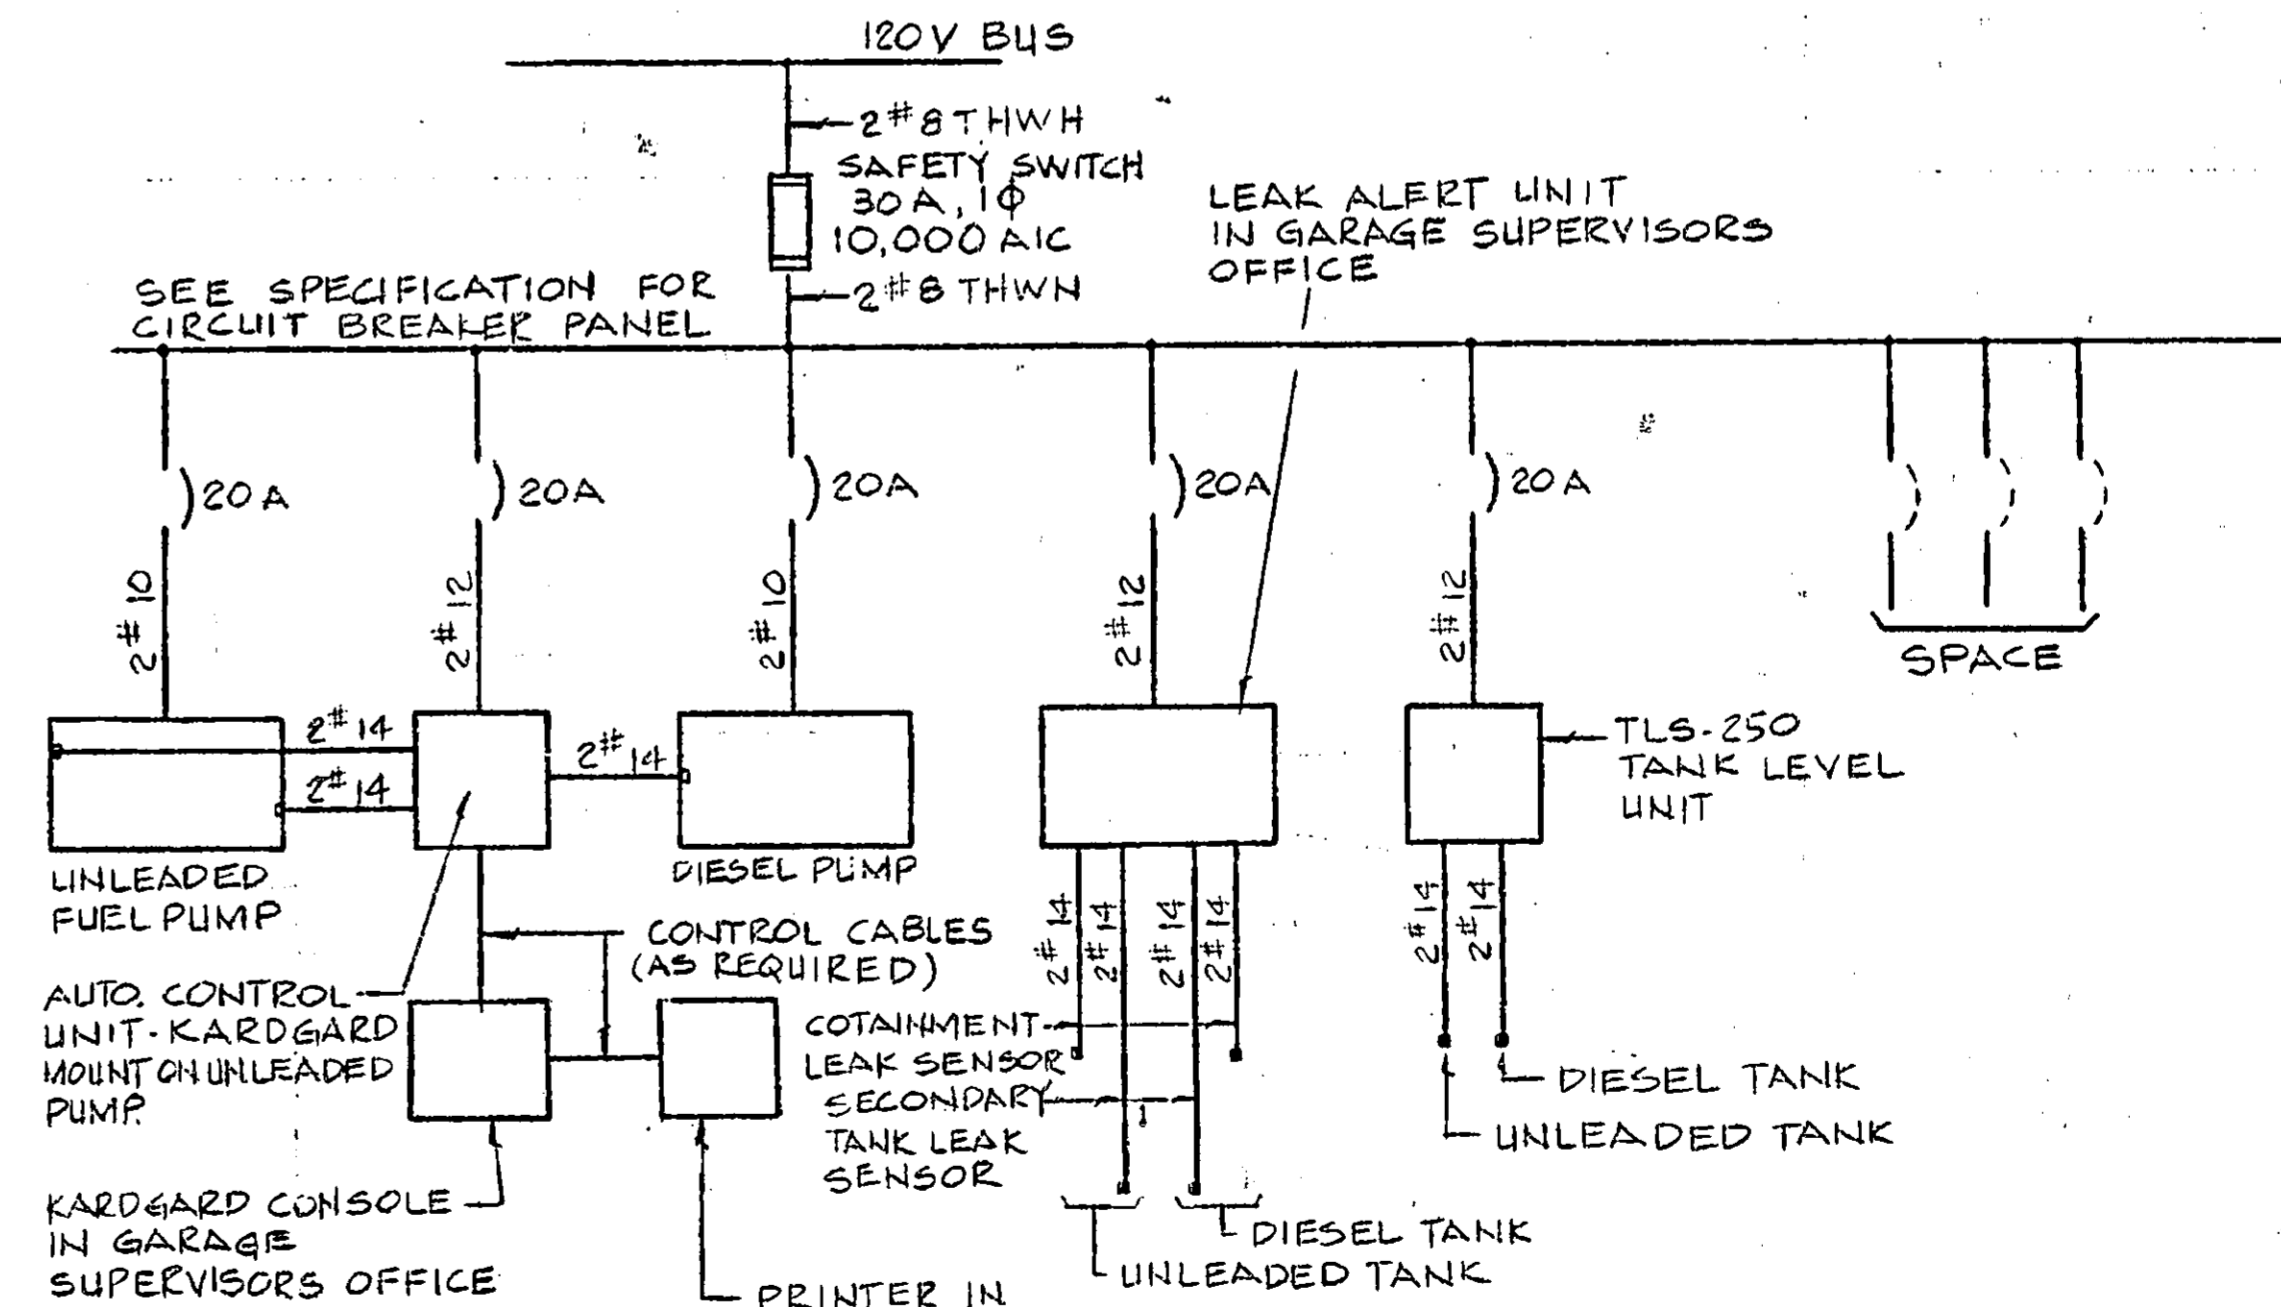 120V BUS
2#8 THWH
SAFETY SWITCH
30A, 1Φ
10,000 AIC
2#8 THWN
LEAK ALERT UNIT
IN GARAGE SUPERVISORS
OFFICE
SEE SPECIFICATION FOR
CIRCUIT BREAKER PANEL
20A
20A
20A
20A
20A
2#10
2#12
2#10
2#12
2#12
SPACE
2#14
2#14
2#14
TLS-250
TANK LEVEL
UNIT
UNLEADED
FUEL PUMP
DIESEL PUMP
CONTROL CABLES
(AS REQUIRED)
2#14
2#14
2#14
2#14
2#14
2#14
AUTO. CONTROL
UNIT-KARDGARD
MOUNT ON UNLEADED
PUMP.
COTAINMENT
LEAK SENSOR
SECONDARY
TANK LEAK
SENSOR
DIESEL TANK
UNLEADED TANK
KARDGARD CONSOLE
IN GARAGE
SUPERVISORS OFFICE
DIESEL TANK
UNLEADED TANK
PRINTER IN